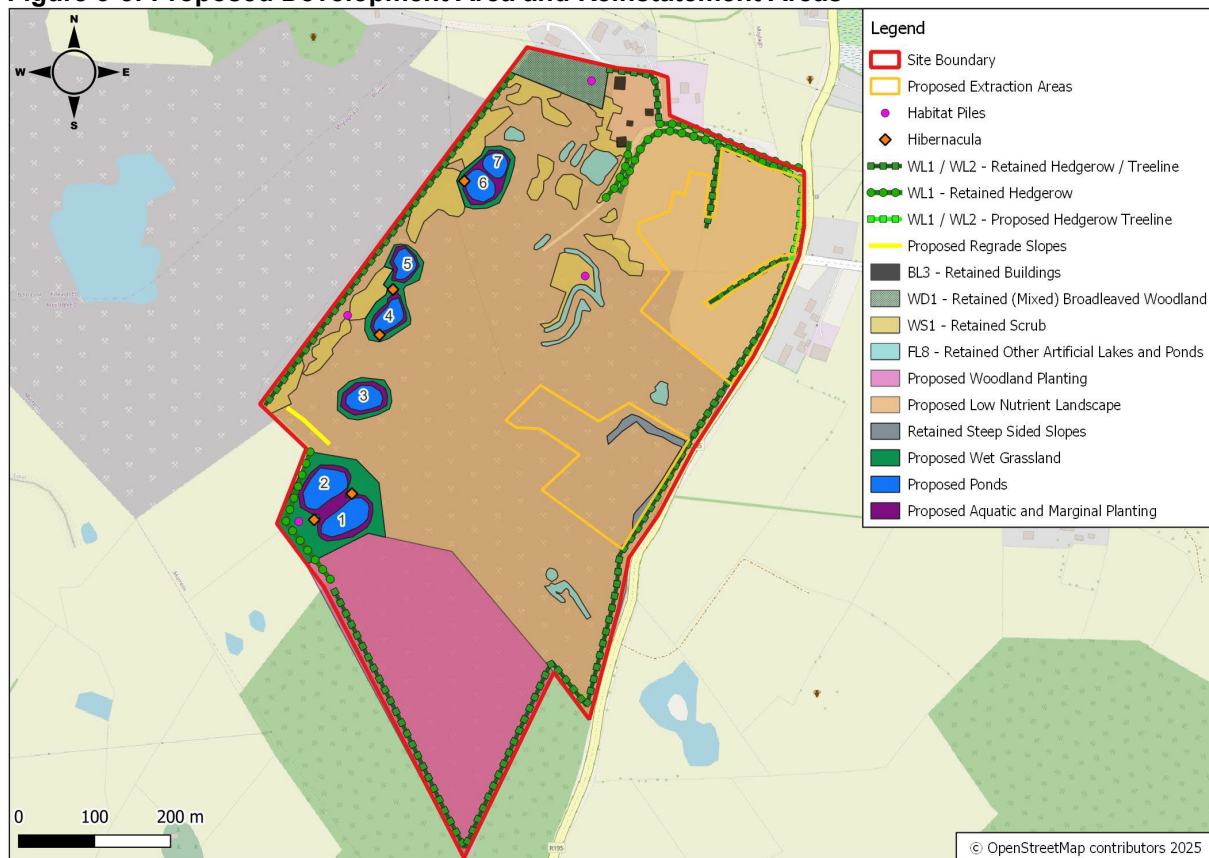 Figure 3-3: Proposed Development Area and Reinstatement Areas
N
W
E
S
Legend
Site Boundary
Proposed Extraction Areas
Habitat Piles
Hibernacula
WL1 / WL2 - Retained Hedgerow / Treeline
WL1 - Retained Hedgerow
WL1 / WL2 - Proposed Hedgerow Treeline
Proposed Regrade Slopes
BL3 - Retained Buildings
WD1 - Retained (Mixed) Broadleaved Woodland
WS1 - Retained Scrub
FL8 - Retained Other Artificial Lakes and Ponds
Proposed Woodland Planting
Proposed Low Nutrient Landscape
Retained Steep Sided Slopes
Proposed Wet Grassland
Proposed Ponds
Proposed Aquatic and Marginal Planting
7
6
5
4
3
2
1
0
100
200 m
R195
© OpenStreetMap contributors 2025